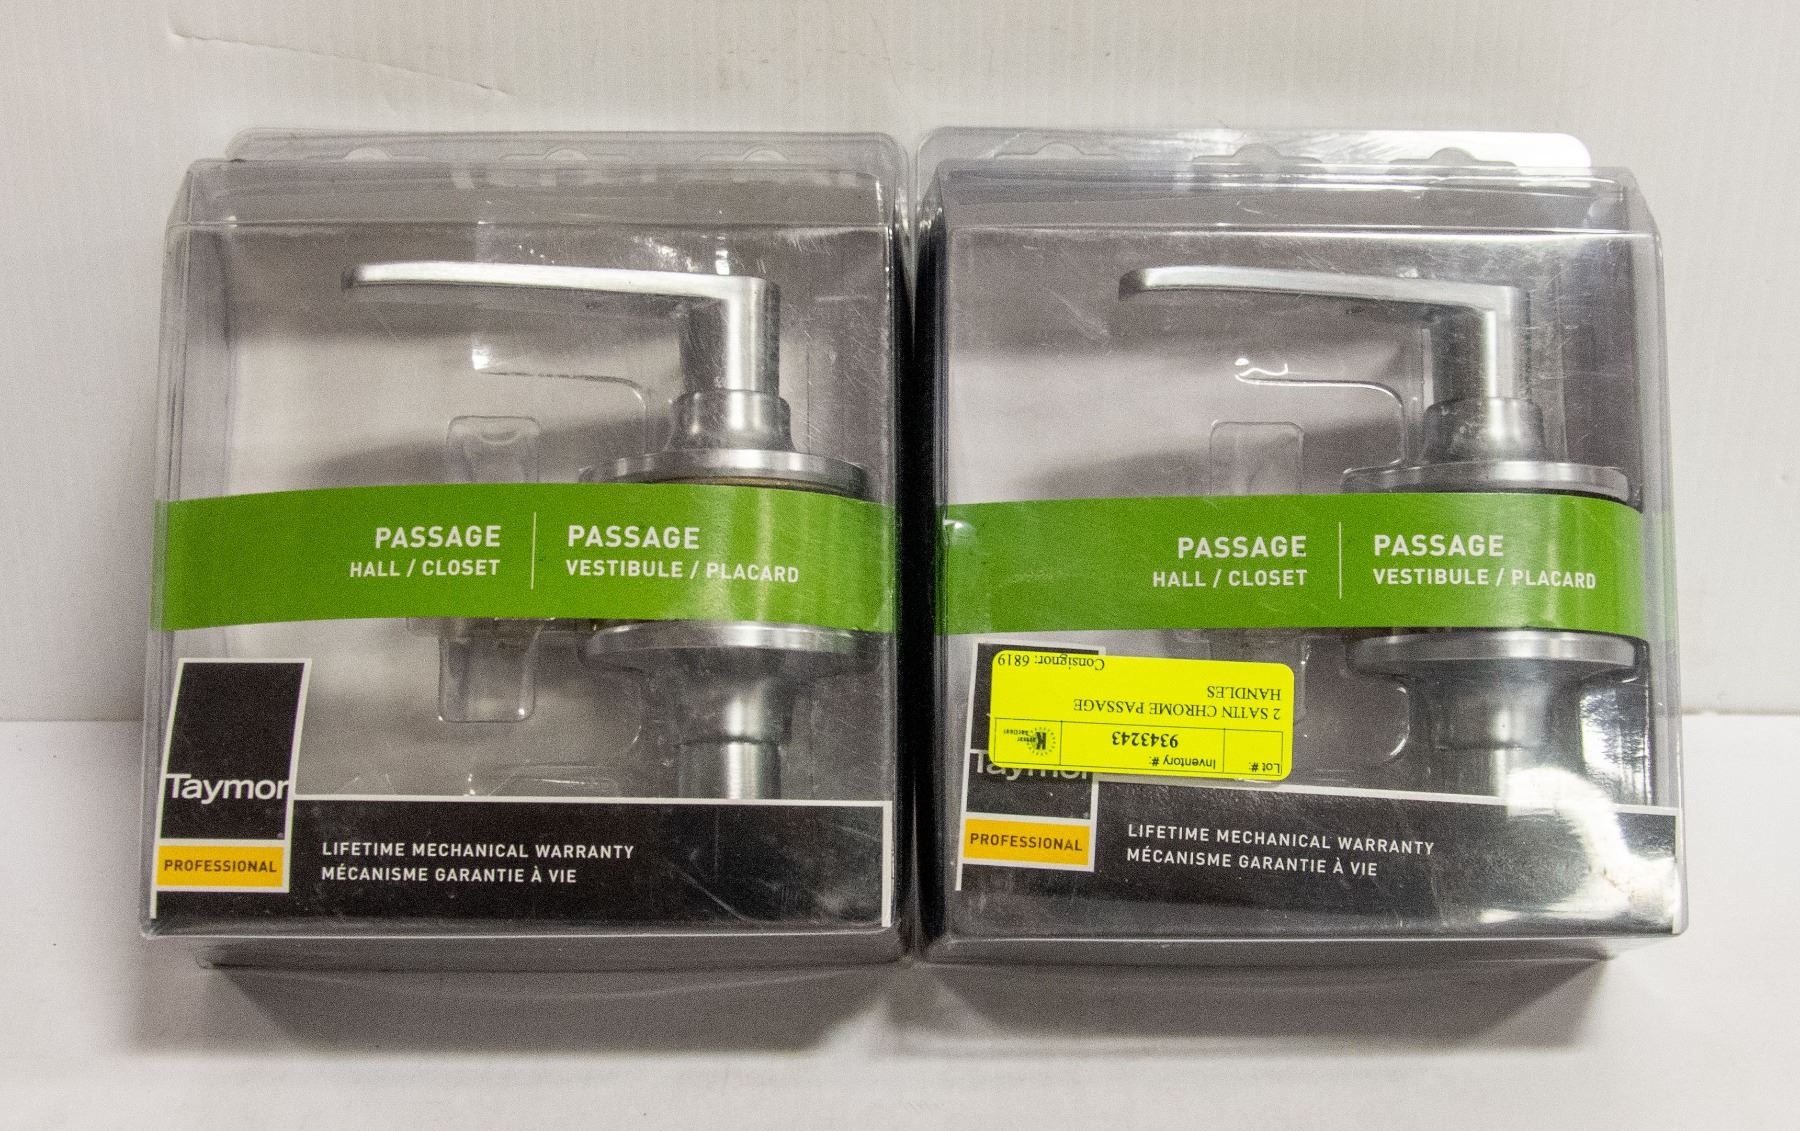 PASSAGE
HALL / CLOSET
PASSAGE
VESTIBULE / PLACARD
Taymor
PROFESSIONAL
LIFETIME MECHANICAL WARRANTY
MÉCANISME GARANTIE À VIE
PASSAGE
HALL / CLOSET
PASSAGE
VESTIBULE / PLACARD
Lot #:
Inventory #:
9343243
2 SATIN CHROME PASSAGE
HANDLES
Consignor: 6819
Taymor
PROFESSIONAL
LIFETIME MECHANICAL WARRANTY
MÉCANISME GARANTIE À VIE